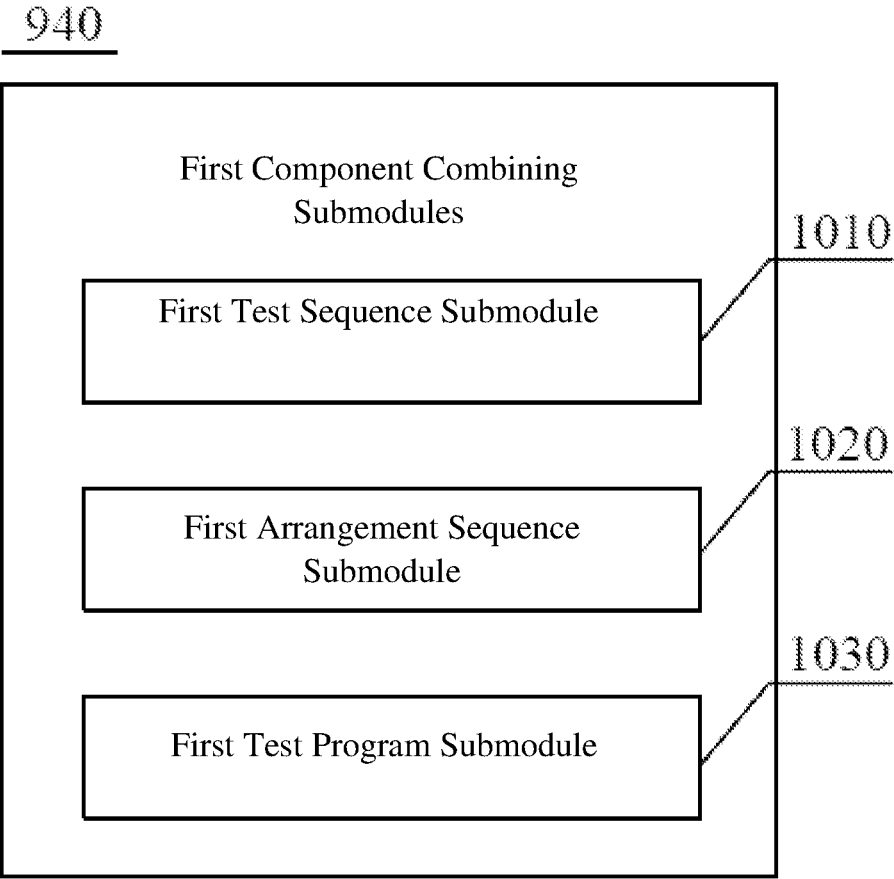 940
First Component Combining
Submodules
1010
First Test Sequence Submodule
1020
First Arrangement Sequence
Submodule
1030
First Test Program Submodule